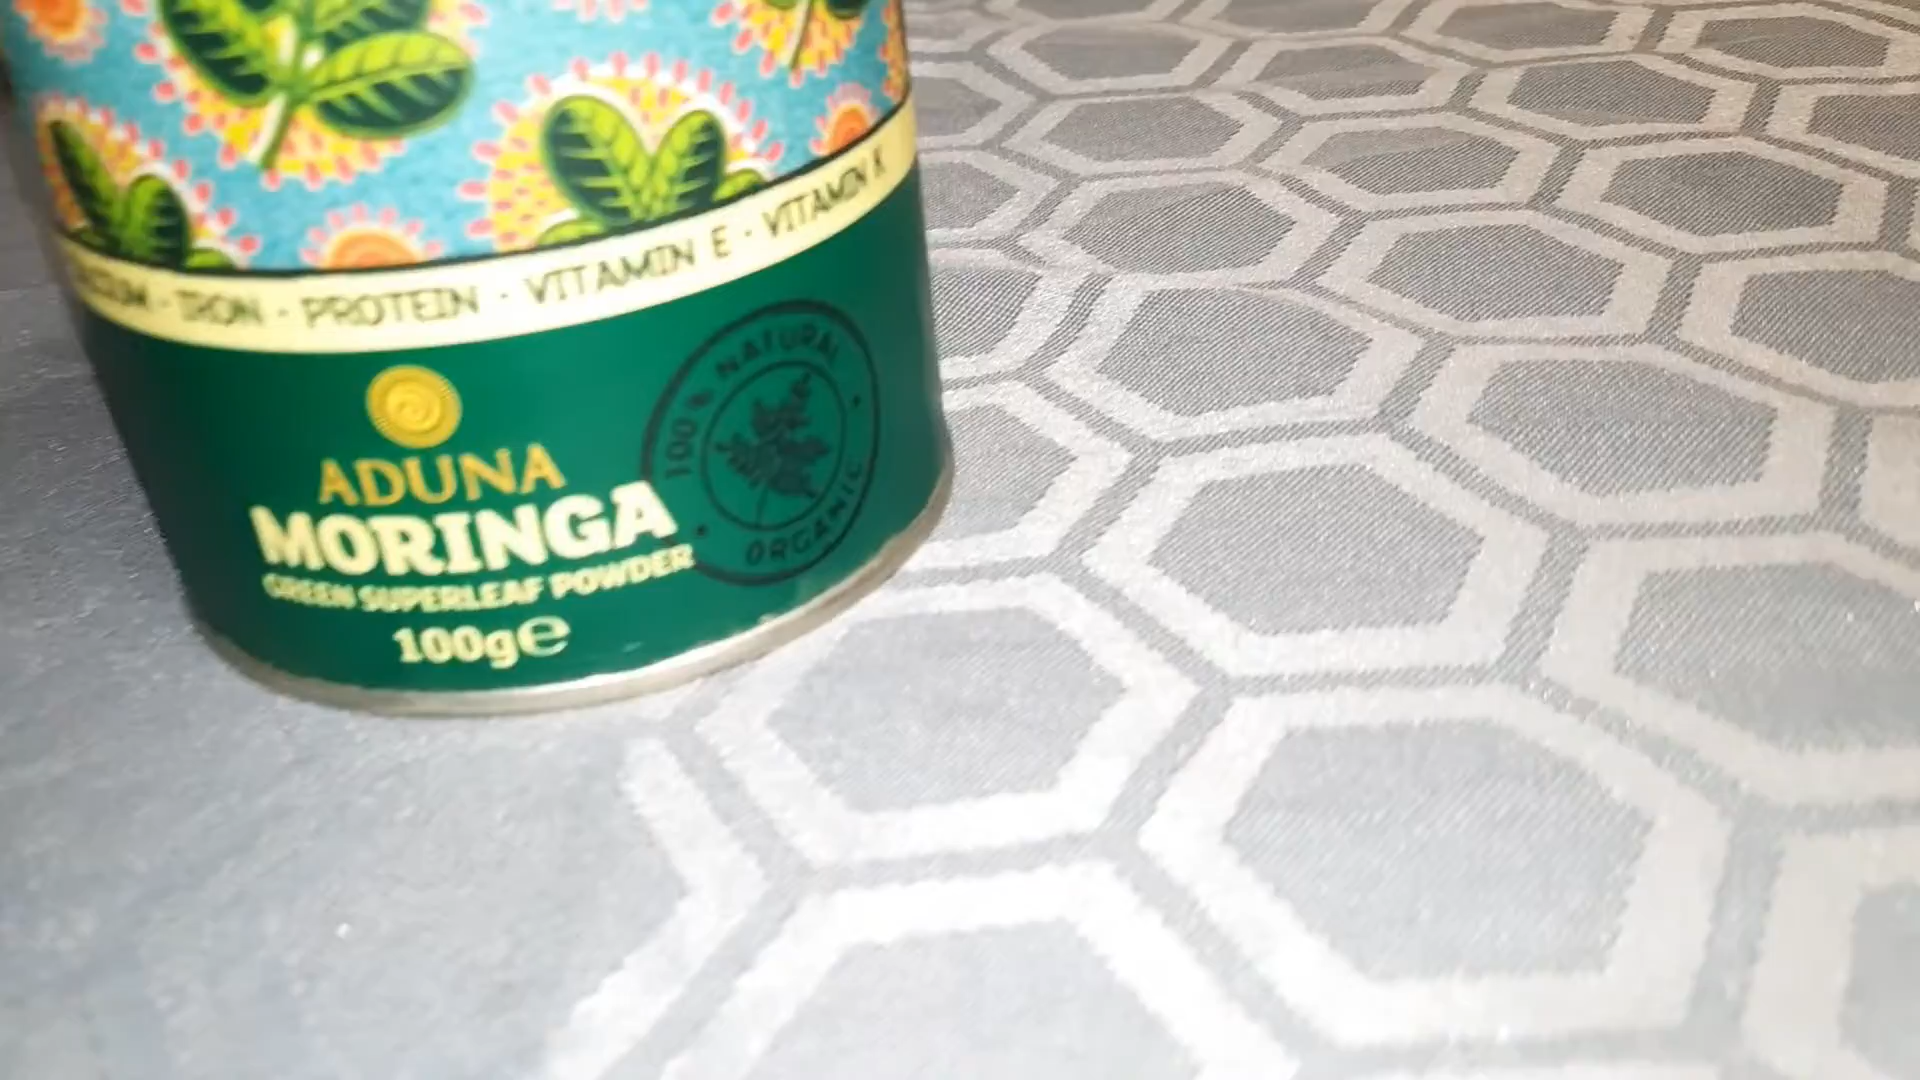 - IRON - PROTEIN - VITAMIN E - VITAMIN K
100% NATURAL
ORGANIC
ADUNA
MORINGA
GREEN SUPERLEAF POWDER
100g℮